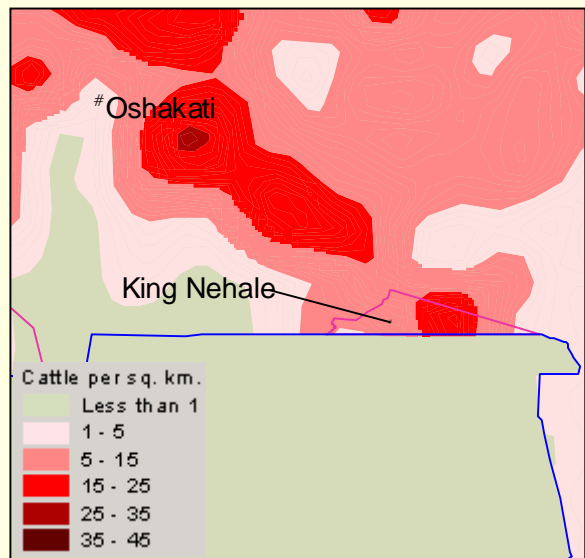 #Oshakati
King Nehale
Cattle per sq. km.
Less than 1
1 - 5
5 - 15
15 - 25
25 - 35
35 - 45